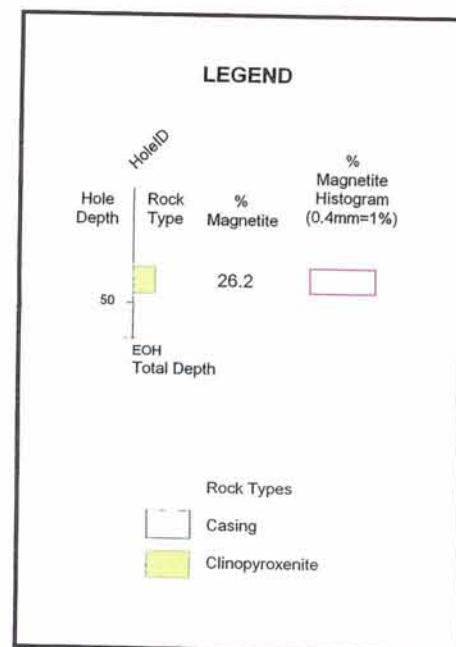 LEGEND
HoleID
Hole
Depth
Rock
Type
%
Magnetite
%
Magnetite
Histogram
(0.4mm=1%)
26.2
50
EOH
Total Depth
Rock Types
Casing
Clinopyroxenite